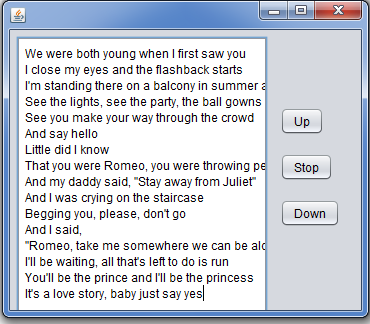 We were both young when I first saw you
I close my eyes and the flashback starts
I'm standing there on a balcony in summer a
See the lights, see the party, the ball gowns
See you make your way through the crowd
And say hello
Little did I know
That you were Romeo, you were throwing pe
And my daddy said, "Stay away from Juliet"
And I was crying on the staircase
Begging you, please, don't go
And I said,
"Romeo, take me somewhere we can be alo
I'll be waiting, all that's left to do is run
You'll be the prince and I'll be the princess
It's a love story, baby just say yes
Up
Stop
Down